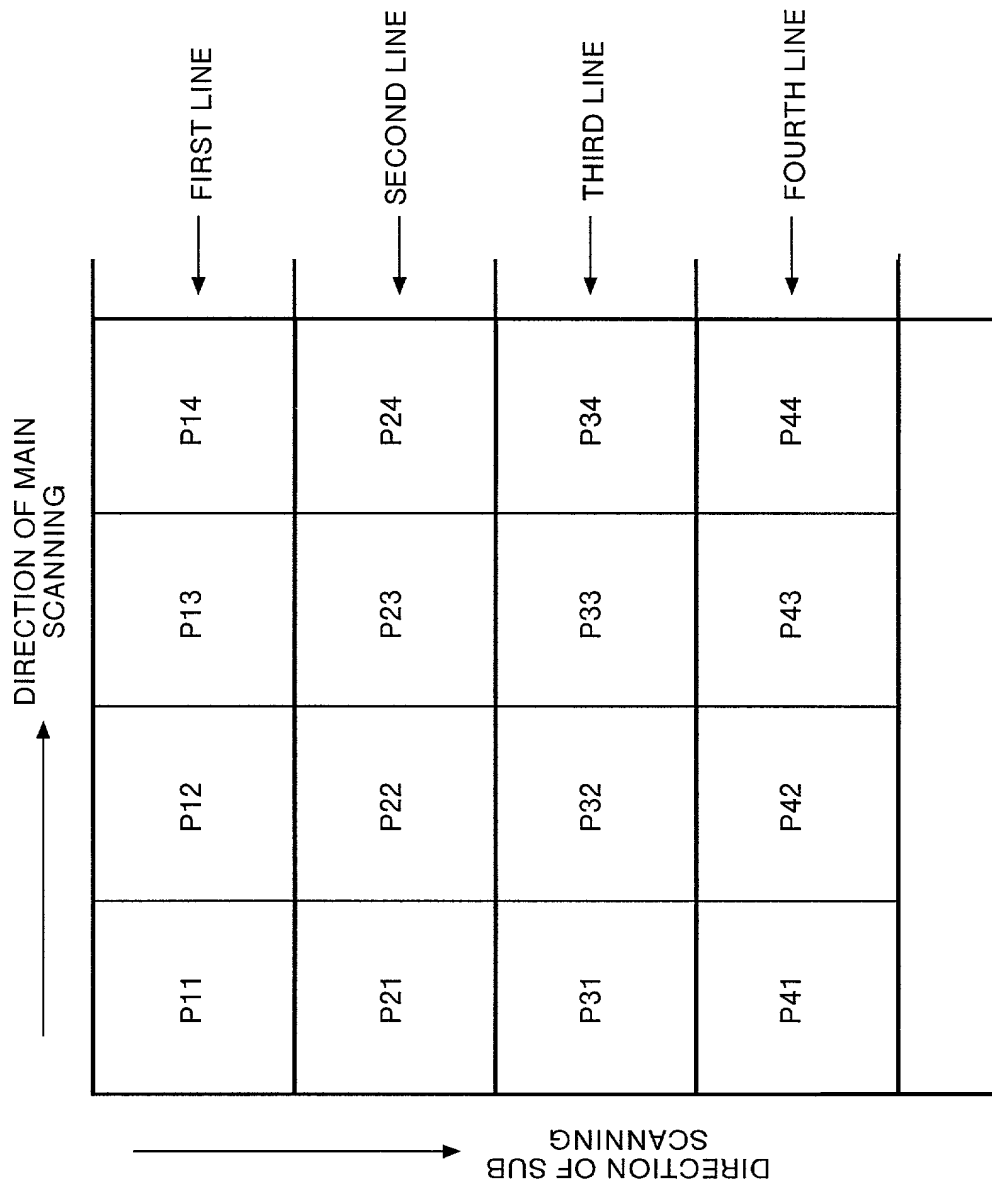 DIRECTION OF MAIN
SCANNING
DIRECTION OF SUB
SCANNING
P11 P12 P13 P14 FIRST LINE
P21 P22 P23 P24 SECOND LINE
P31 P32 P33 P34 THIRD LINE
P41 P42 P43 P44 FOURTH LINE